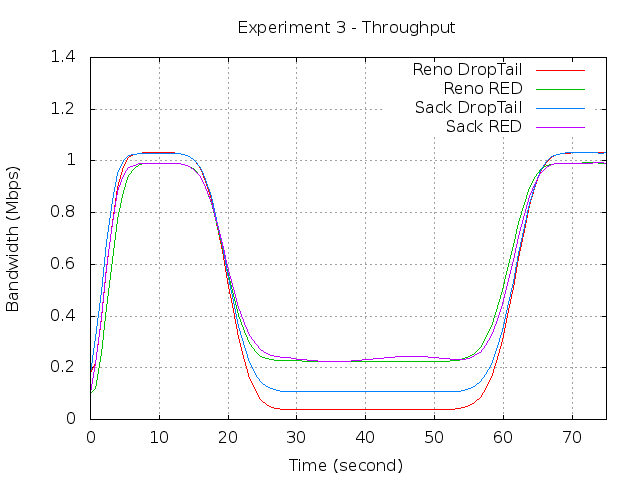 Experiment 3 - Throughput
1.4
1.2
1
0.8
0.6
0.4
0.2
0
Bandwidth (Mbps)
Reno DropTail
Reno RED
Sack DropTail
Sack RED
0 10 20 30 40 50 60 70
Time (second)